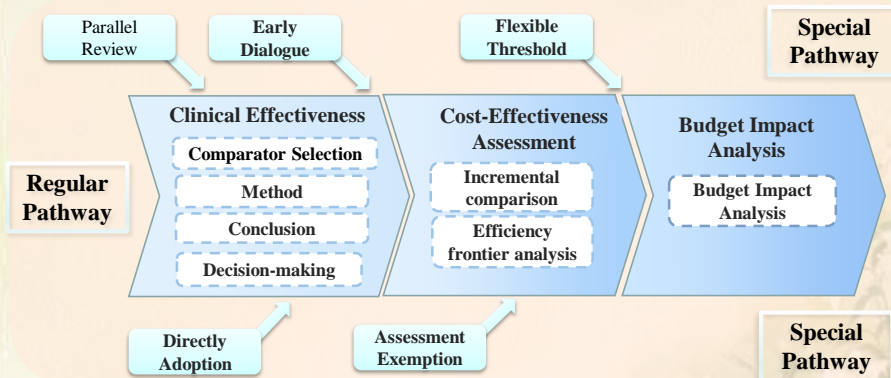 Parallel
Review
Early
Dialogue
Flexible
Threshold
Special
Pathway
Regular
Pathway
Clinical Effectiveness
Comparator Selection
Method
Conclusion
Decision-making
Cost-Effectiveness
Assessment
Incremental
comparison
Efficiency
frontier analysis
Budget Impact
Analysis
Budget Impact
Analysis
Directly
Adoption
Assessment
Exemption
Special
Pathway